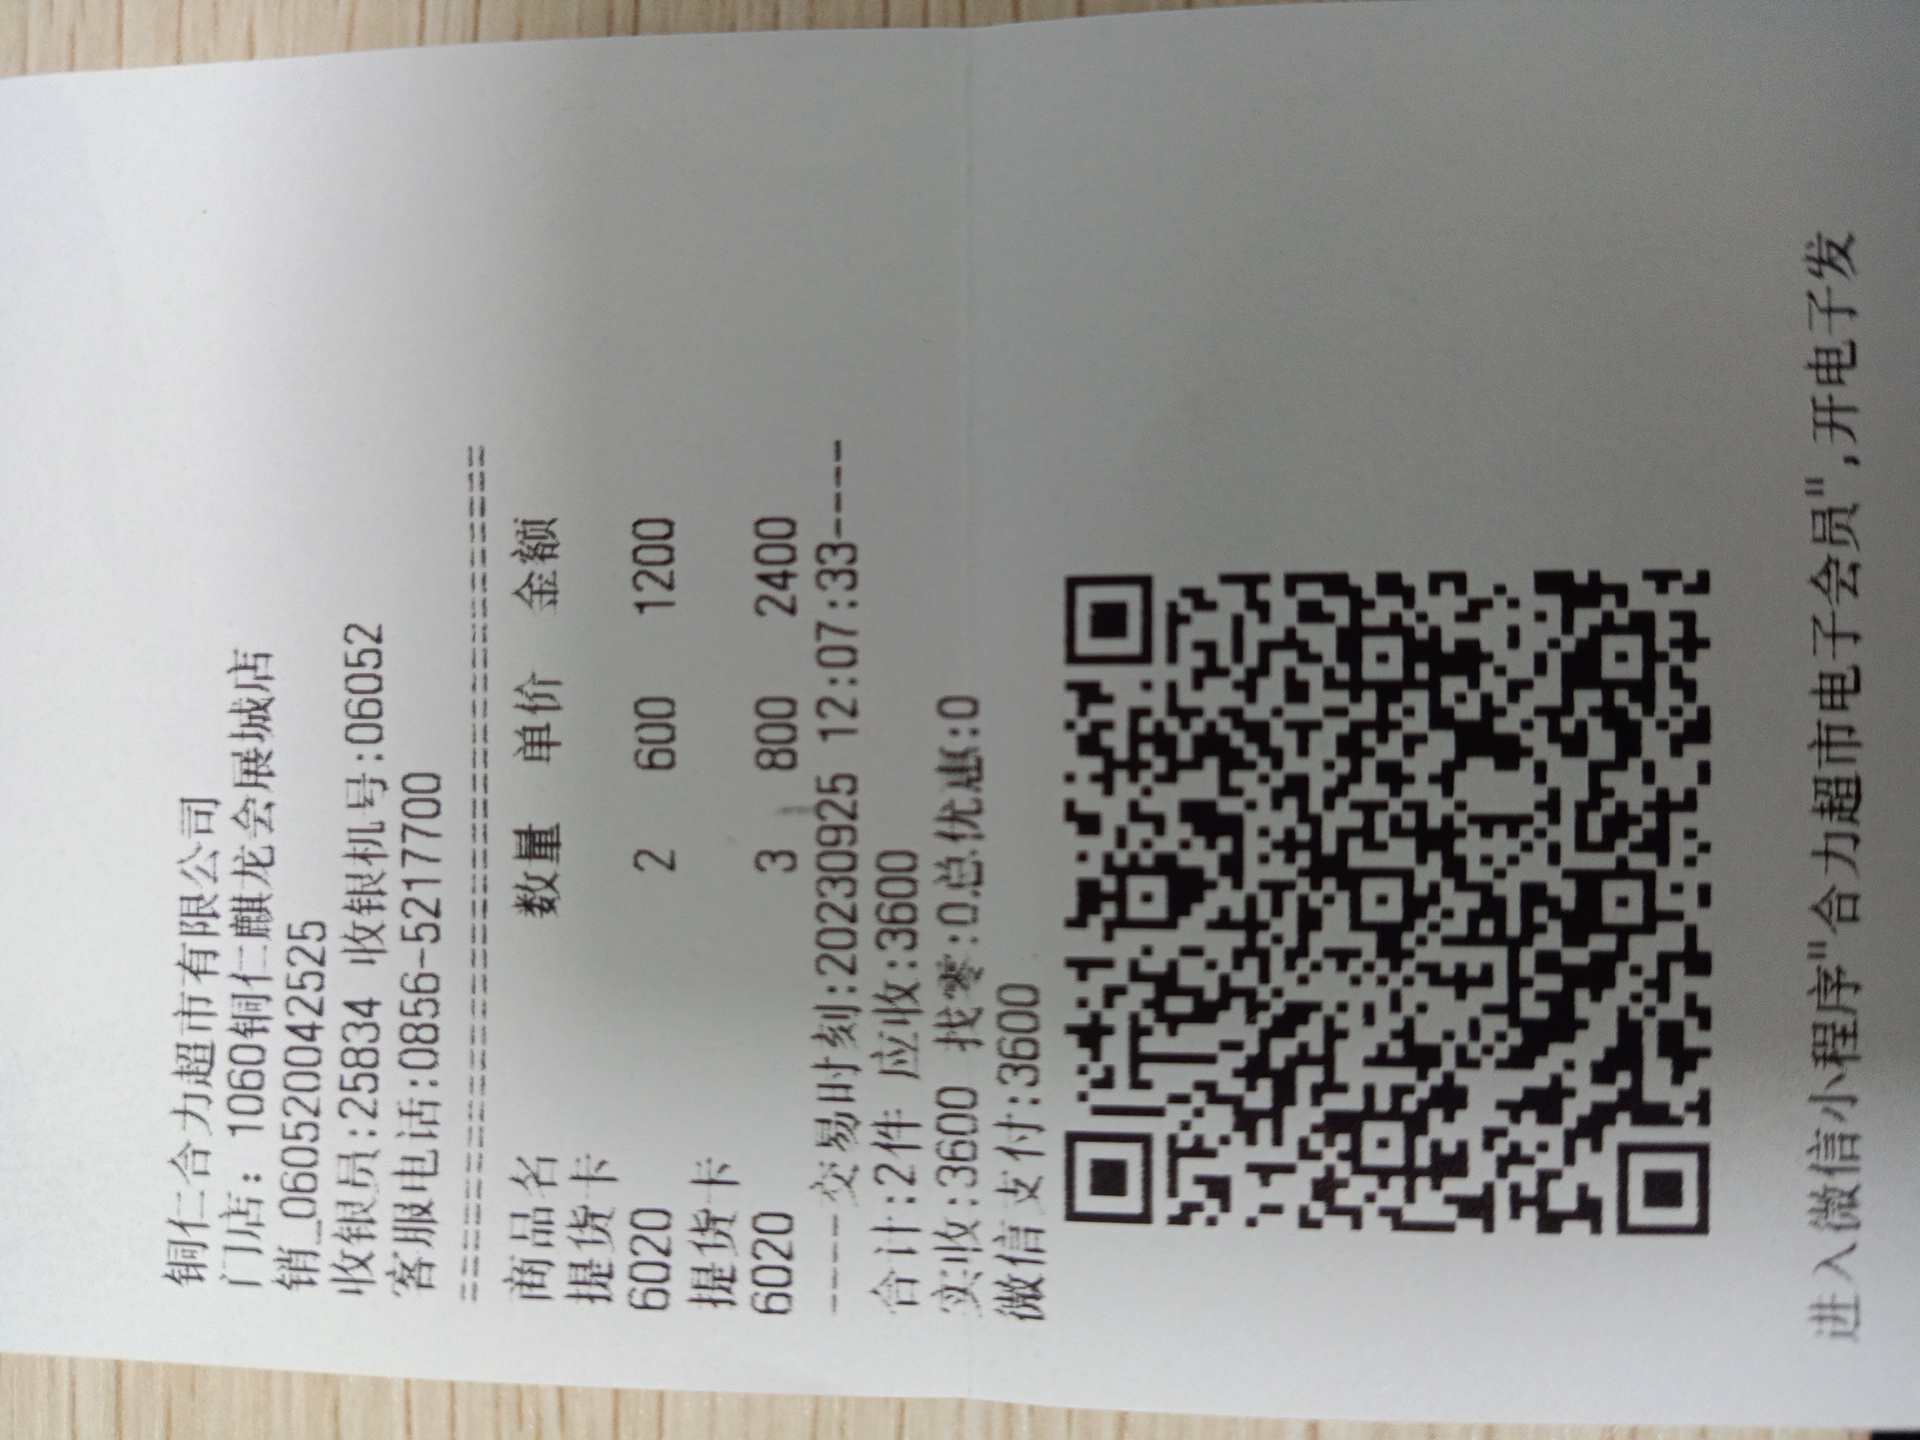 铜仁合力超市有限公司
门店: 1060铜仁麒龙会展城店
销_060520042525
收银员:25834 收银机号:06052
客服电话:0856-5217700
================================
商品名 数量 单价 金额
提货卡
6020 2 600 1200
提货卡
6020 3 800 2400
----交易时刻:20230925 12:07:33----
合计:2件 应收:3600
实收:3600 找零:0总优惠:0
微信支付:3600
进入微信小程序"合力超市电子会员",开电子发